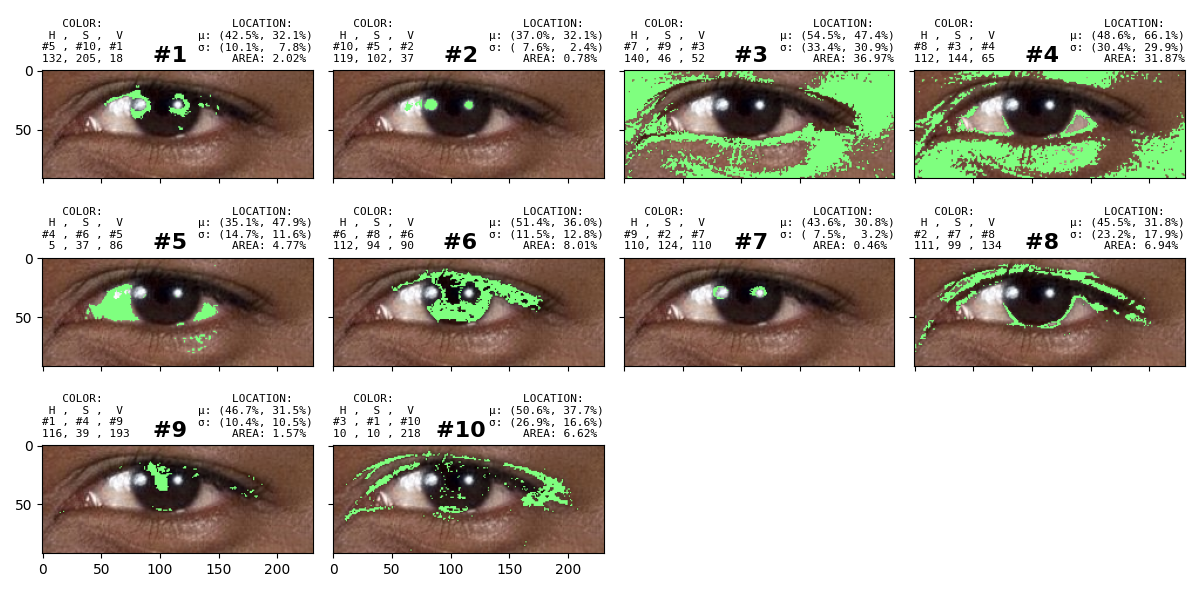 COLOR: LOCATION:
H , S , V μ: (42.5%, 32.1%)
#5 , #10, #1 #1 σ: (10.1%, 7.8%)
132, 205, 18 AREA: 2.02%
COLOR: LOCATION:
H , S , V μ: (37.0%, 32.1%)
#10, #5 , #2 #2 σ: ( 7.6%, 2.4%)
119, 102, 37 AREA: 0.78%
COLOR: LOCATION:
H , S , V μ: (54.5%, 47.4%)
#7 , #9 , #3 #3 σ: (33.4%, 30.9%)
140, 46 , 52 AREA: 36.97%
COLOR: LOCATION:
H , S , V μ: (48.6%, 66.1%)
#8 , #3 , #4 #4 σ: (30.4%, 29.9%)
112, 144, 65 AREA: 31.87%
0
50
COLOR: LOCATION:
H , S , V μ: (35.1%, 47.9%)
#4 , #6 , #5 #5 σ: (14.7%, 11.6%)
5 , 37 , 86 AREA: 4.77%
COLOR: LOCATION:
H , S , V μ: (51.4%, 36.0%)
#6 , #8 , #6 #6 σ: (11.5%, 12.8%)
112, 94 , 90 AREA: 8.01%
COLOR: LOCATION:
H , S , V μ: (43.6%, 30.8%)
#9 , #2 , #7 #7 σ: ( 7.5%, 3.2%)
110, 124, 110 AREA: 0.46%
COLOR: LOCATION:
H , S , V μ: (45.5%, 31.8%)
#2 , #7 , #8 #8 σ: (23.2%, 17.9%)
111, 99 , 134 AREA: 6.94%
0
50
COLOR: LOCATION:
H , S , V μ: (46.7%, 31.5%)
#1 , #4 , #9 #9 σ: (10.4%, 10.5%)
116, 39 , 193 AREA: 1.57%
COLOR: LOCATION:
H , S , V μ: (50.6%, 37.7%)
#3 , #1 , #10 #10 σ: (26.9%, 16.6%)
10 , 10 , 218 AREA: 6.62%
0
50
0 50 100 150 200
0 50 100 150 200